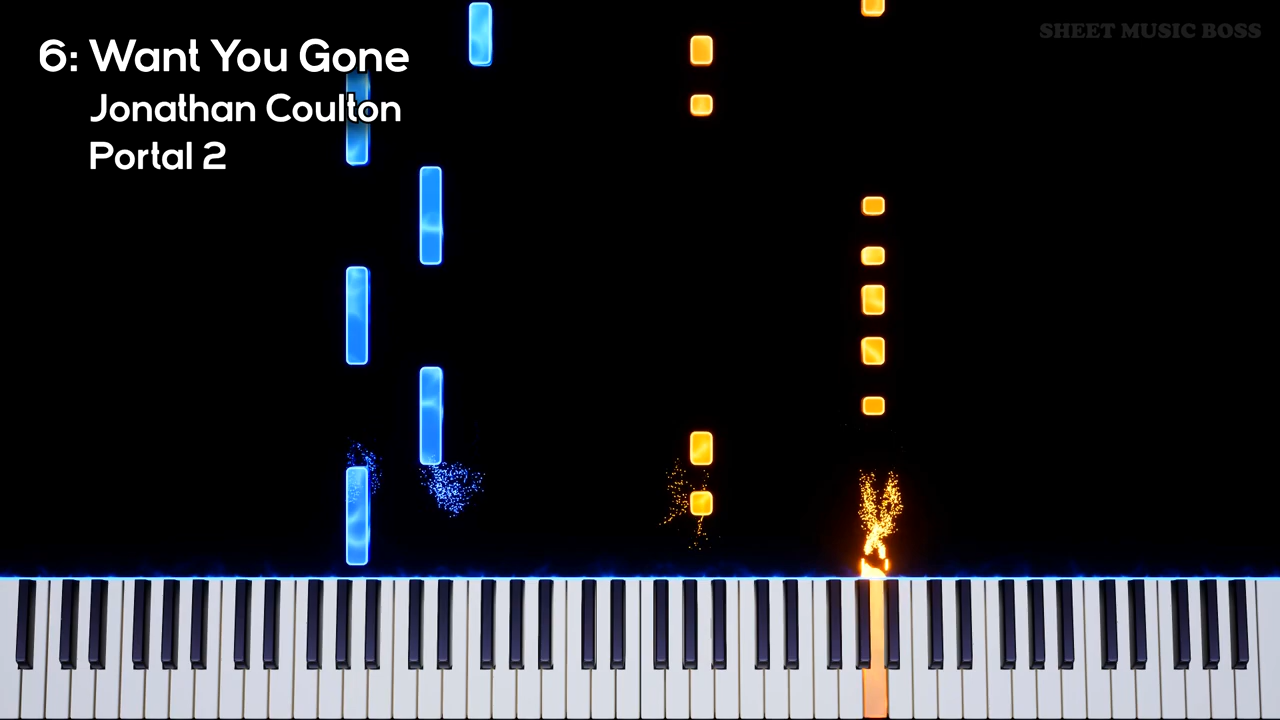 6: Want You Gone
Jonathan Coulton
Portal 2
SHEET MUSIC BOSS